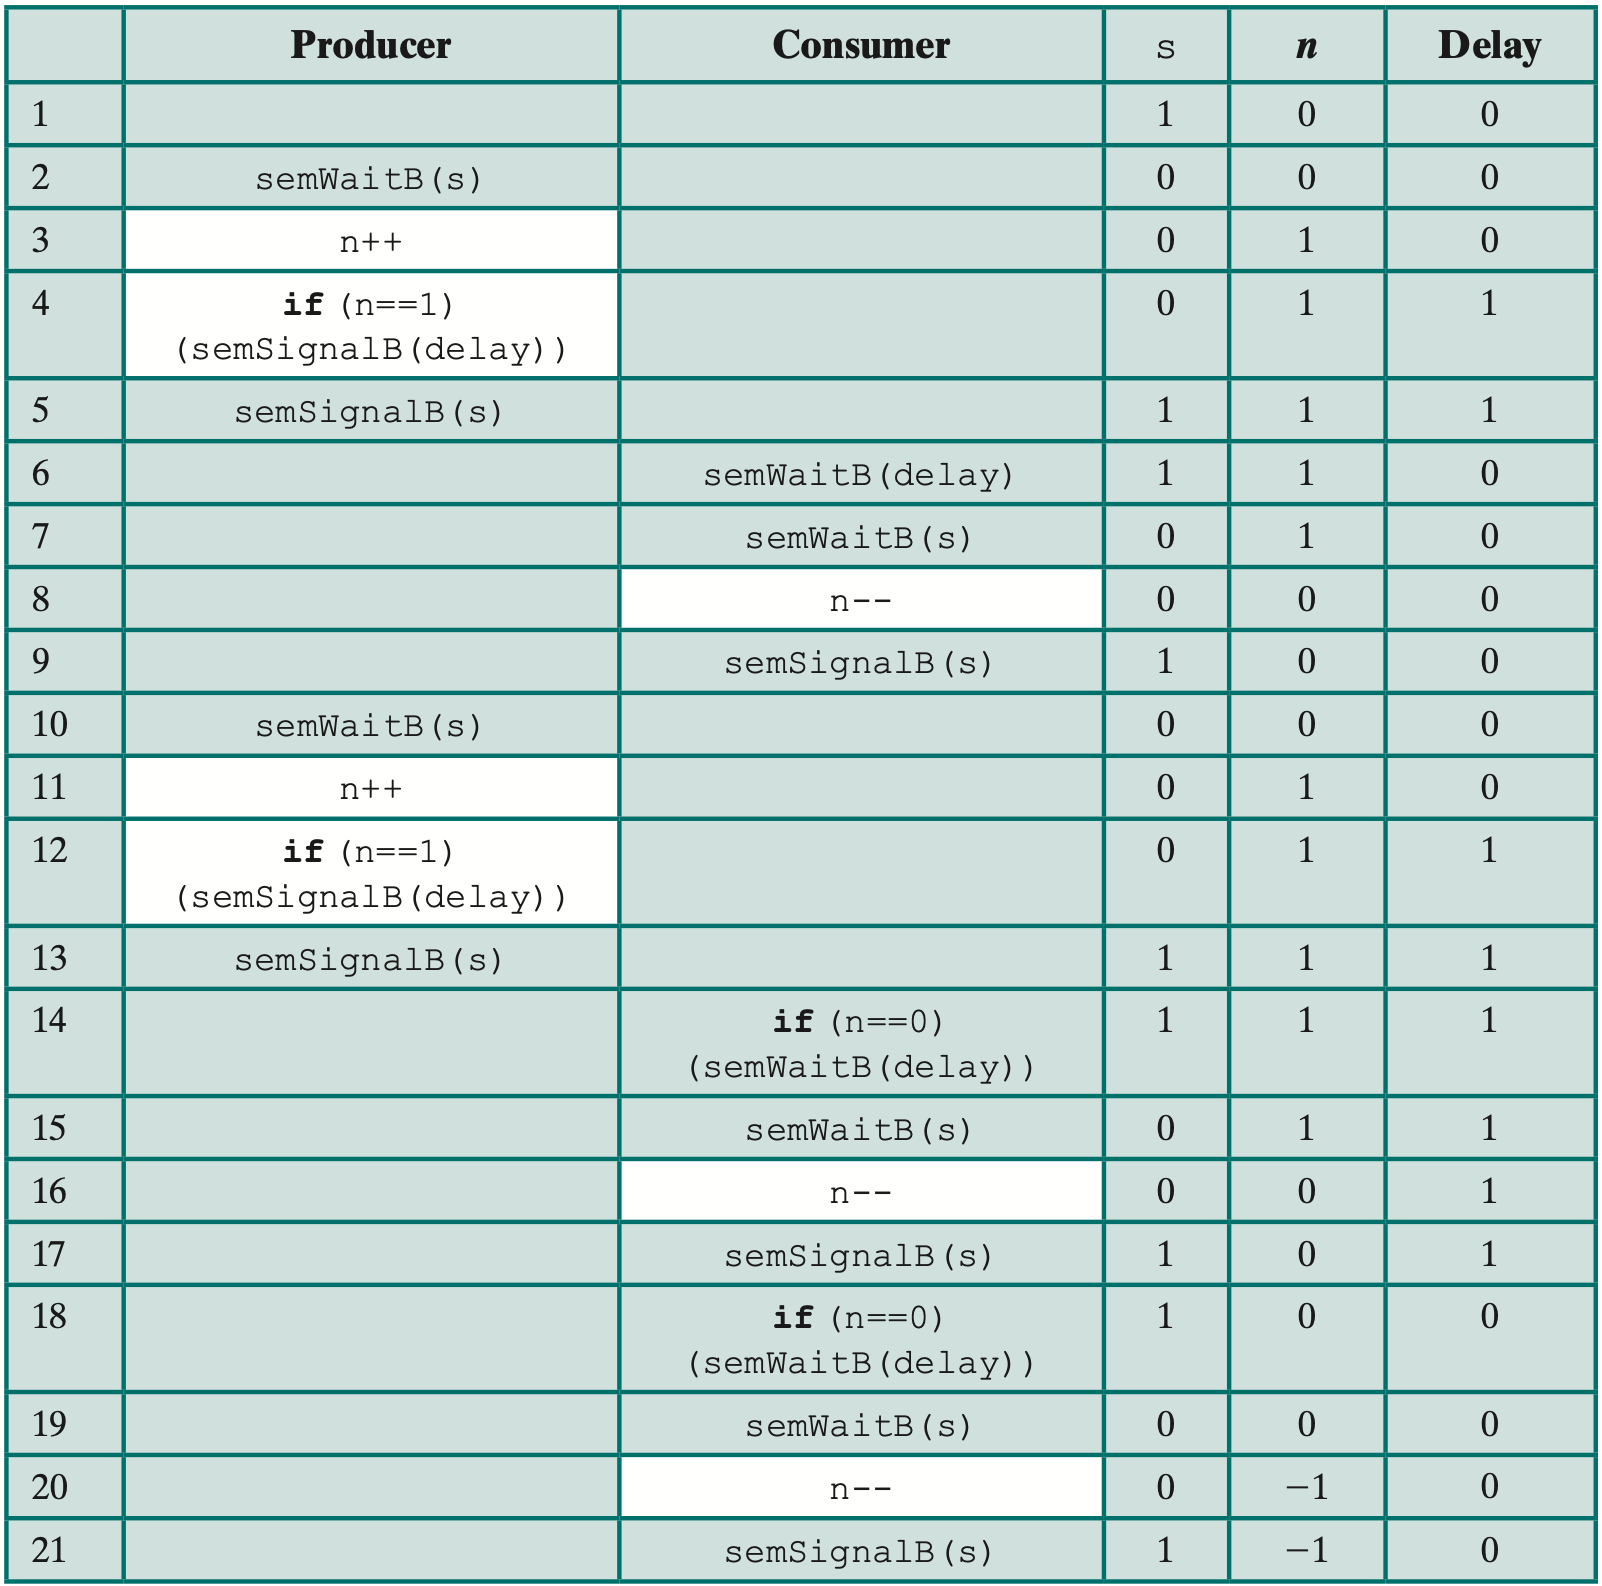 Producer Consumer s n Delay
1 1 0 0
2 semWaitB(s) 0 0 0
3 n++ 0 1 0
4 if (n==1) 0 1 1
(semSignalB(delay))
5 semSignalB(s) 1 1 1
6 semWaitB(delay) 1 1 0
7 semWaitB(s) 0 1 0
8 n-- 0 0 0
9 semSignalB(s) 1 0 0
10 semWaitB(s) 0 0 0
11 n++ 0 1 0
12 if (n==1) 0 1 1
(semSignalB(delay))
13 semSignalB(s) 1 1 1
14 if (n==0) 1 1 1
(semWaitB(delay))
15 semWaitB(s) 0 1 1
16 n-- 0 0 1
17 semSignalB(s) 1 0 1
18 if (n==0) 1 0 0
(semWaitB(delay))
19 semWaitB(s) 0 0 0
20 n-- 0 −1 0
21 semSignalB(s) 1 −1 0